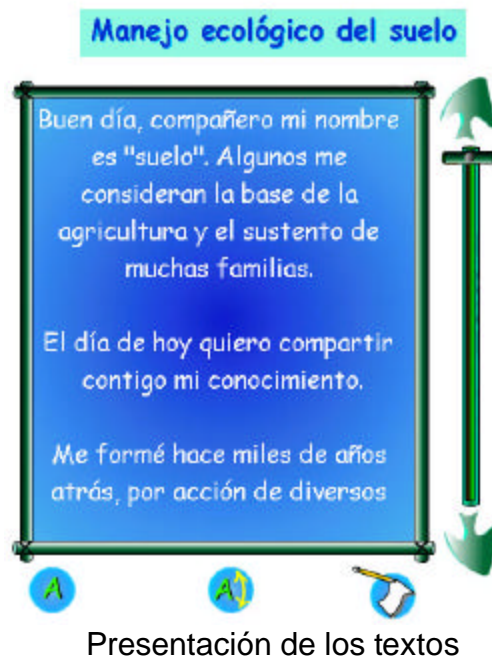 Manejo ecológico del suelo
Buen día, compañero mi nombre
es "suelo". Algunos me
consideran la base de la
agricultura y el sustento de
muchas familias.
El día de hoy quiero compartir
contigo mi conocimiento.
Me formé hace miles de años
atrás, por acción de diversos
A
A
Presentación de los textos